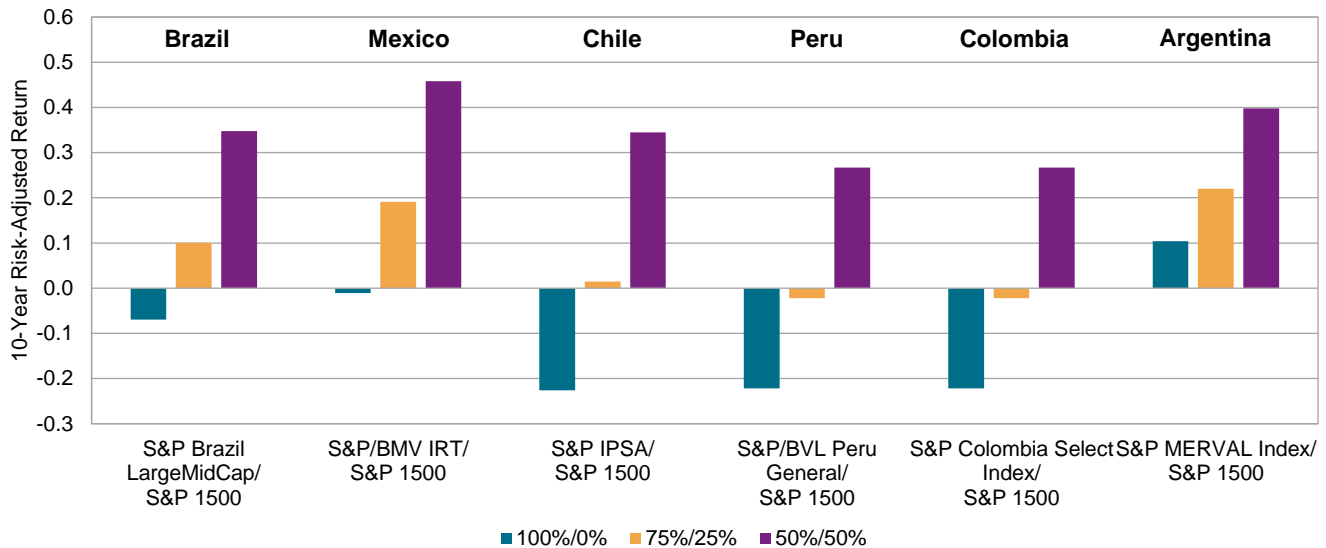 10-Year Risk-Adjusted Return
0.6
0.5
0.4
0.3
0.2
0.1
0.0
-0.1
-0.2
-0.3
Brazil
Mexico
Chile
Peru
Colombia
Argentina
S&P Brazil
LargeMidCap/
S&P 1500
S&P/BMV IRT/
S&P 1500
S&P IPSA/
S&P 1500
S&P/BVL Peru
General/
S&P 1500
S&P Colombia Select
Index/
S&P 1500
S&P MERVAL Index/
S&P 1500
100%/0%
75%/25%
50%/50%